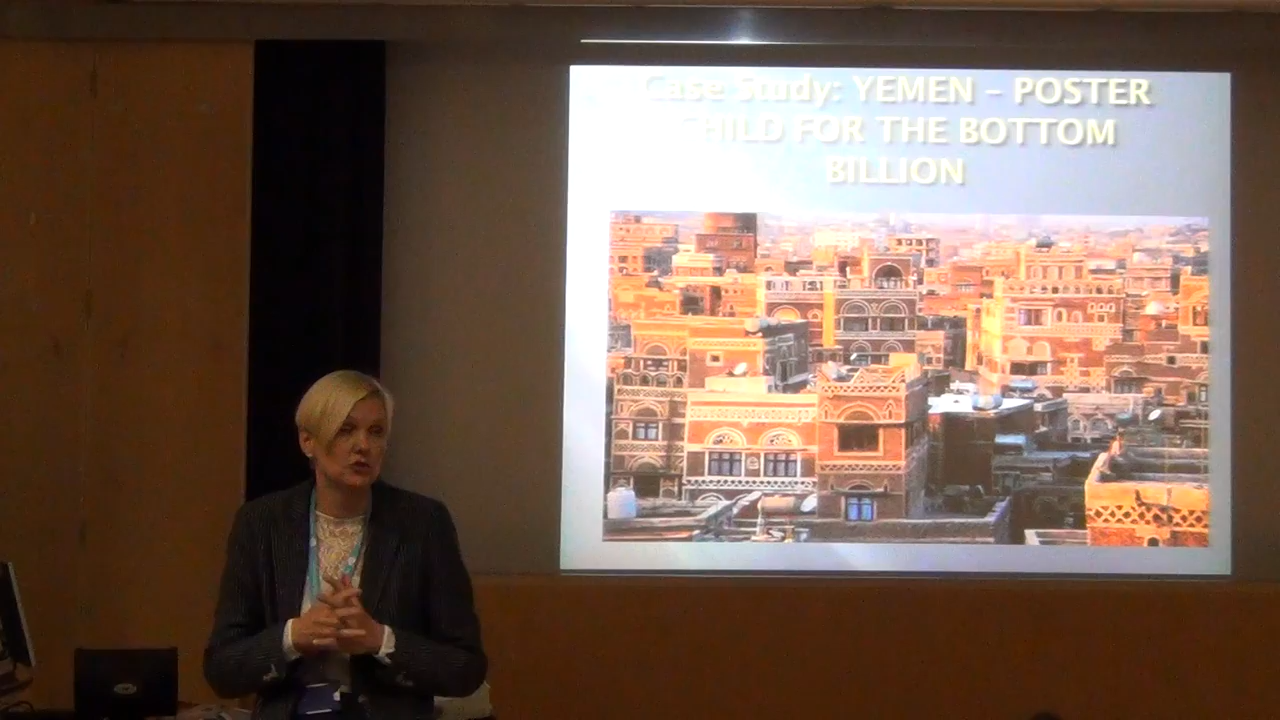 Case Study: YEMEN – POSTER
CHILD FOR THE BOTTOM
BILLION